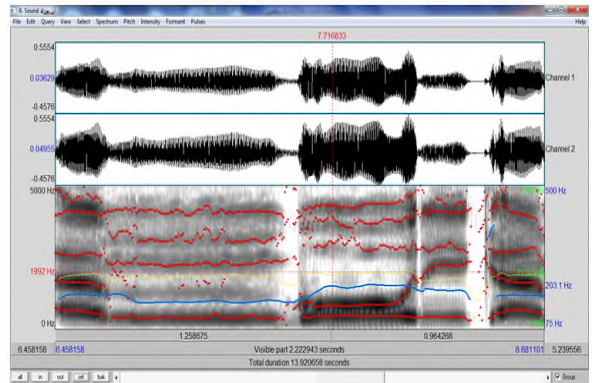 6. Sound
File Edit Query View Select Spectrum Pitch Intensity Formant Pulses Help
7.716833
0.5554
0.03629
-0.4576
Channel 1
0.5554
0.04955
-0.4576
Channel 2
5000 Hz 500 Hz
1992 Hz 203.1 Hz
0 Hz 75 Hz
1.258675 0.964268
6.458158 6.458158 Visible part 2.222943 seconds 8.681101 5.239556
Total duration 13.920658 seconds
all in out sel bak Group